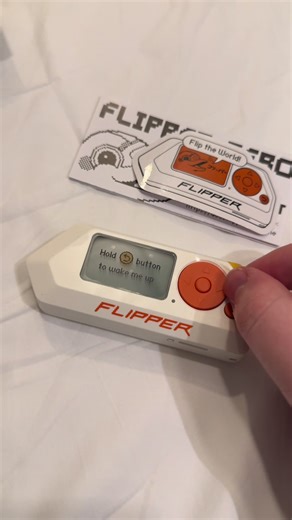 FLIPPER
Flip the World!
FLIPPER
Hold button
to wake me up
FLIPPER